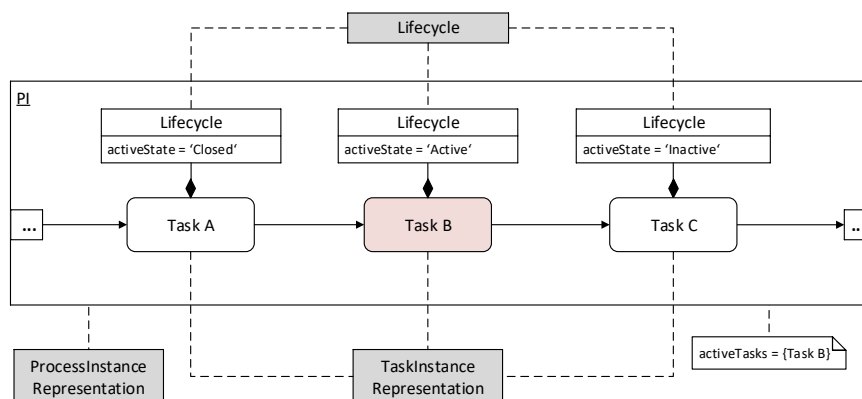 Lifecycle
PI
Lifecycle
activeState = ‘Closed‘
Lifecycle
activeState = ‘Active‘
Lifecycle
activeState = ‘Inactive‘
...
Task A
Task B
Task C
...
ProcessInstance
Representation
TaskInstance
Representation
activeTasks = {Task B}